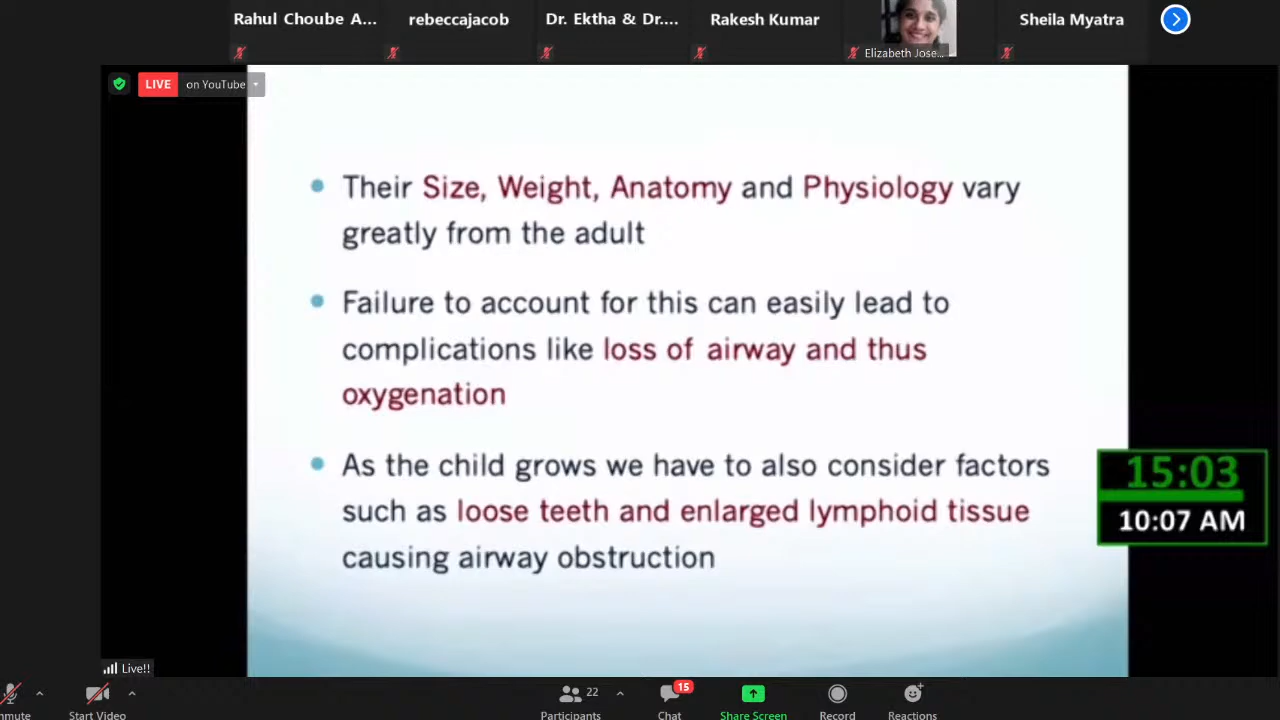 Rahul Choube A...
rebeccajacob
Dr. Ektha & Dr....
Rakesh Kumar
Elizabeth Jose...
Sheila Myatra
LIVE on YouTube
Their Size, Weight, Anatomy and Physiology vary
greatly from the adult
Failure to account for this can easily lead to
complications like loss of airway and thus
oxygenation
As the child grows we have to also consider factors
such as loose teeth and enlarged lymphoid tissue
causing airway obstruction
15:03
10:07 AM
Live!!
22
15
nmute
Start Video
Participants
Chat
Share Screen
Record
Reactions